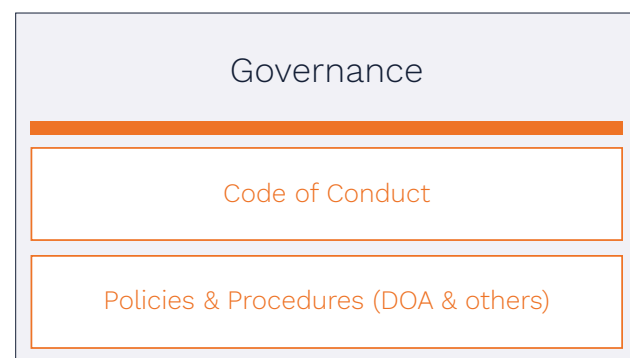 Governance
Code of Conduct
Policies & Procedures (DOA & others)